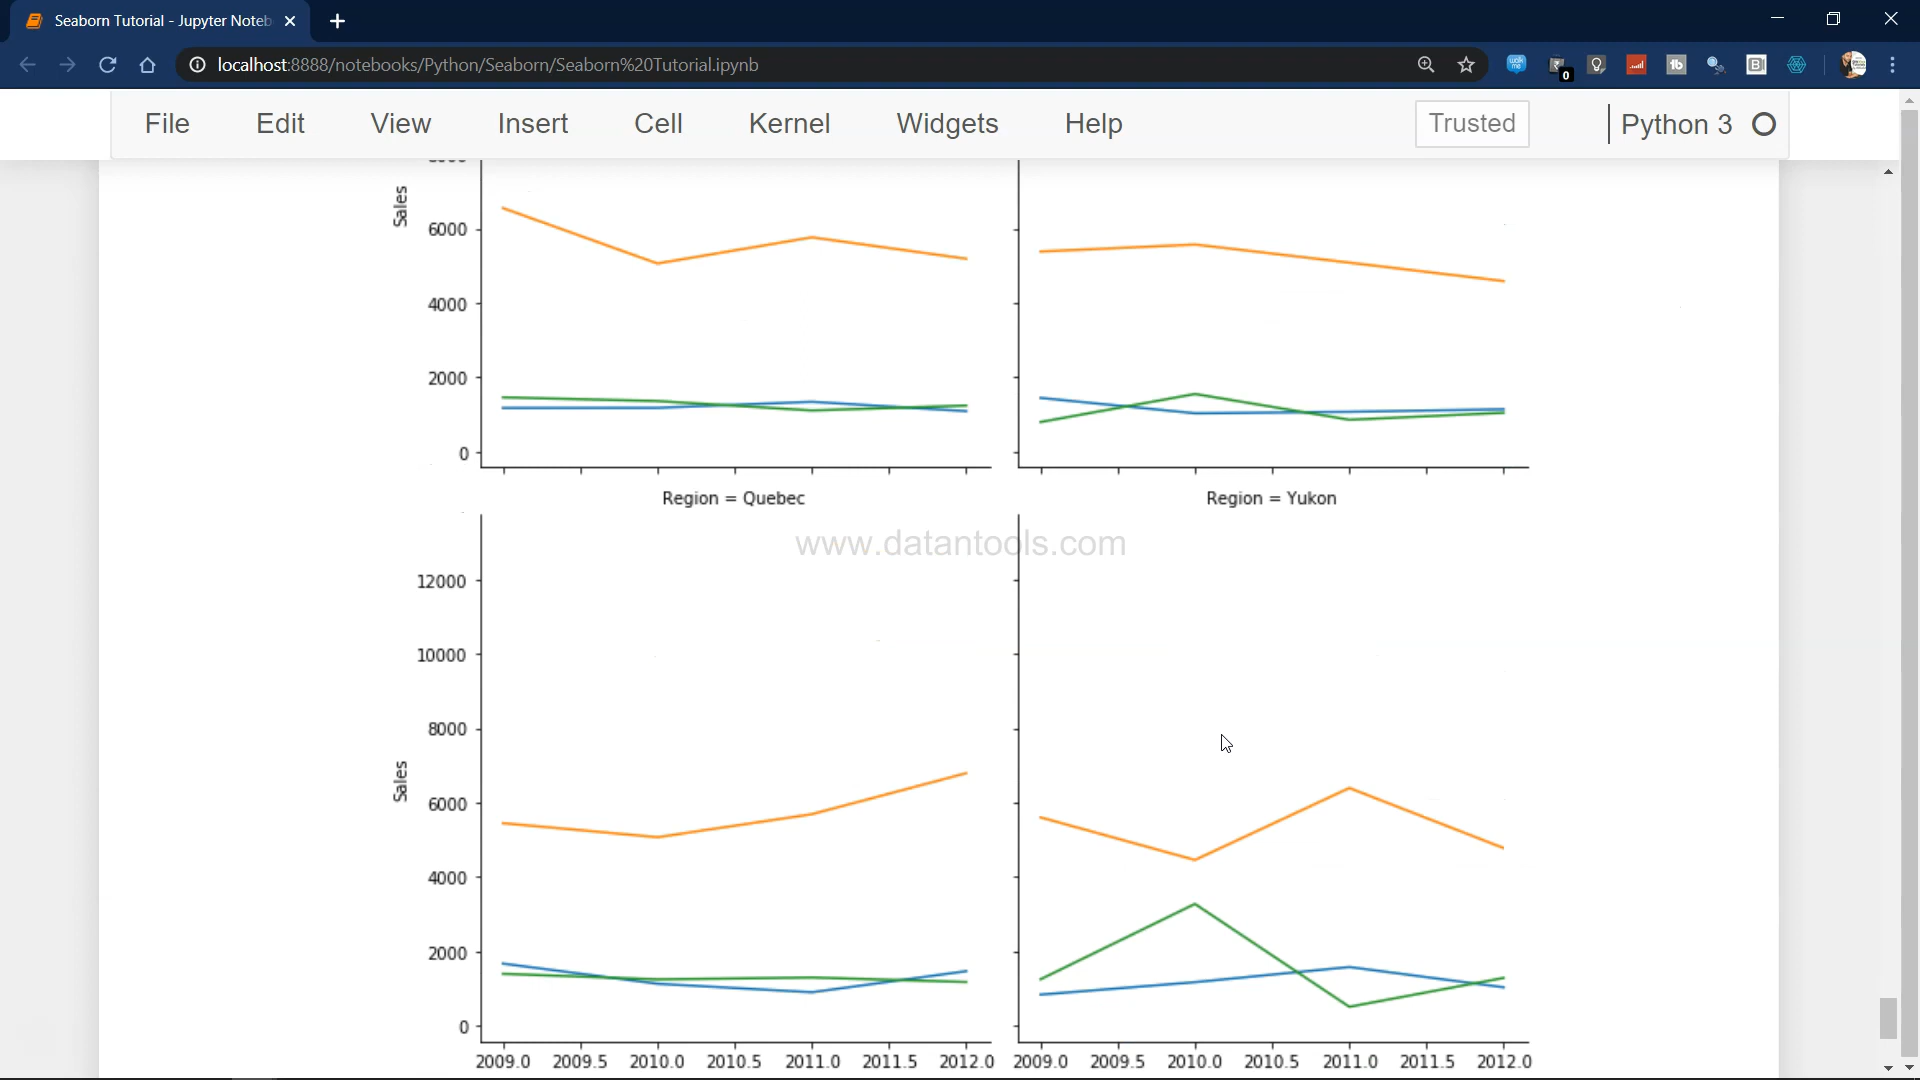 Seaborn Tutorial - Jupyter Noteb
localhost:8888/notebooks/Python/Seaborn/Seaborn%20Tutorial.ipynb
0
File Edit View Insert Cell Kernel Widgets Help Trusted Python 3
Sales
6000
4000
2000
0
Region = Quebec Region = Yukon
www.datantools.com
12000
10000
8000
Sales
6000
4000
2000
0
2009.0 2009.5 2010.0 2010.5 2011.0 2011.5 2012.0 2009.0 2009.5 2010.0 2010.5 2011.0 2011.5 2012.0